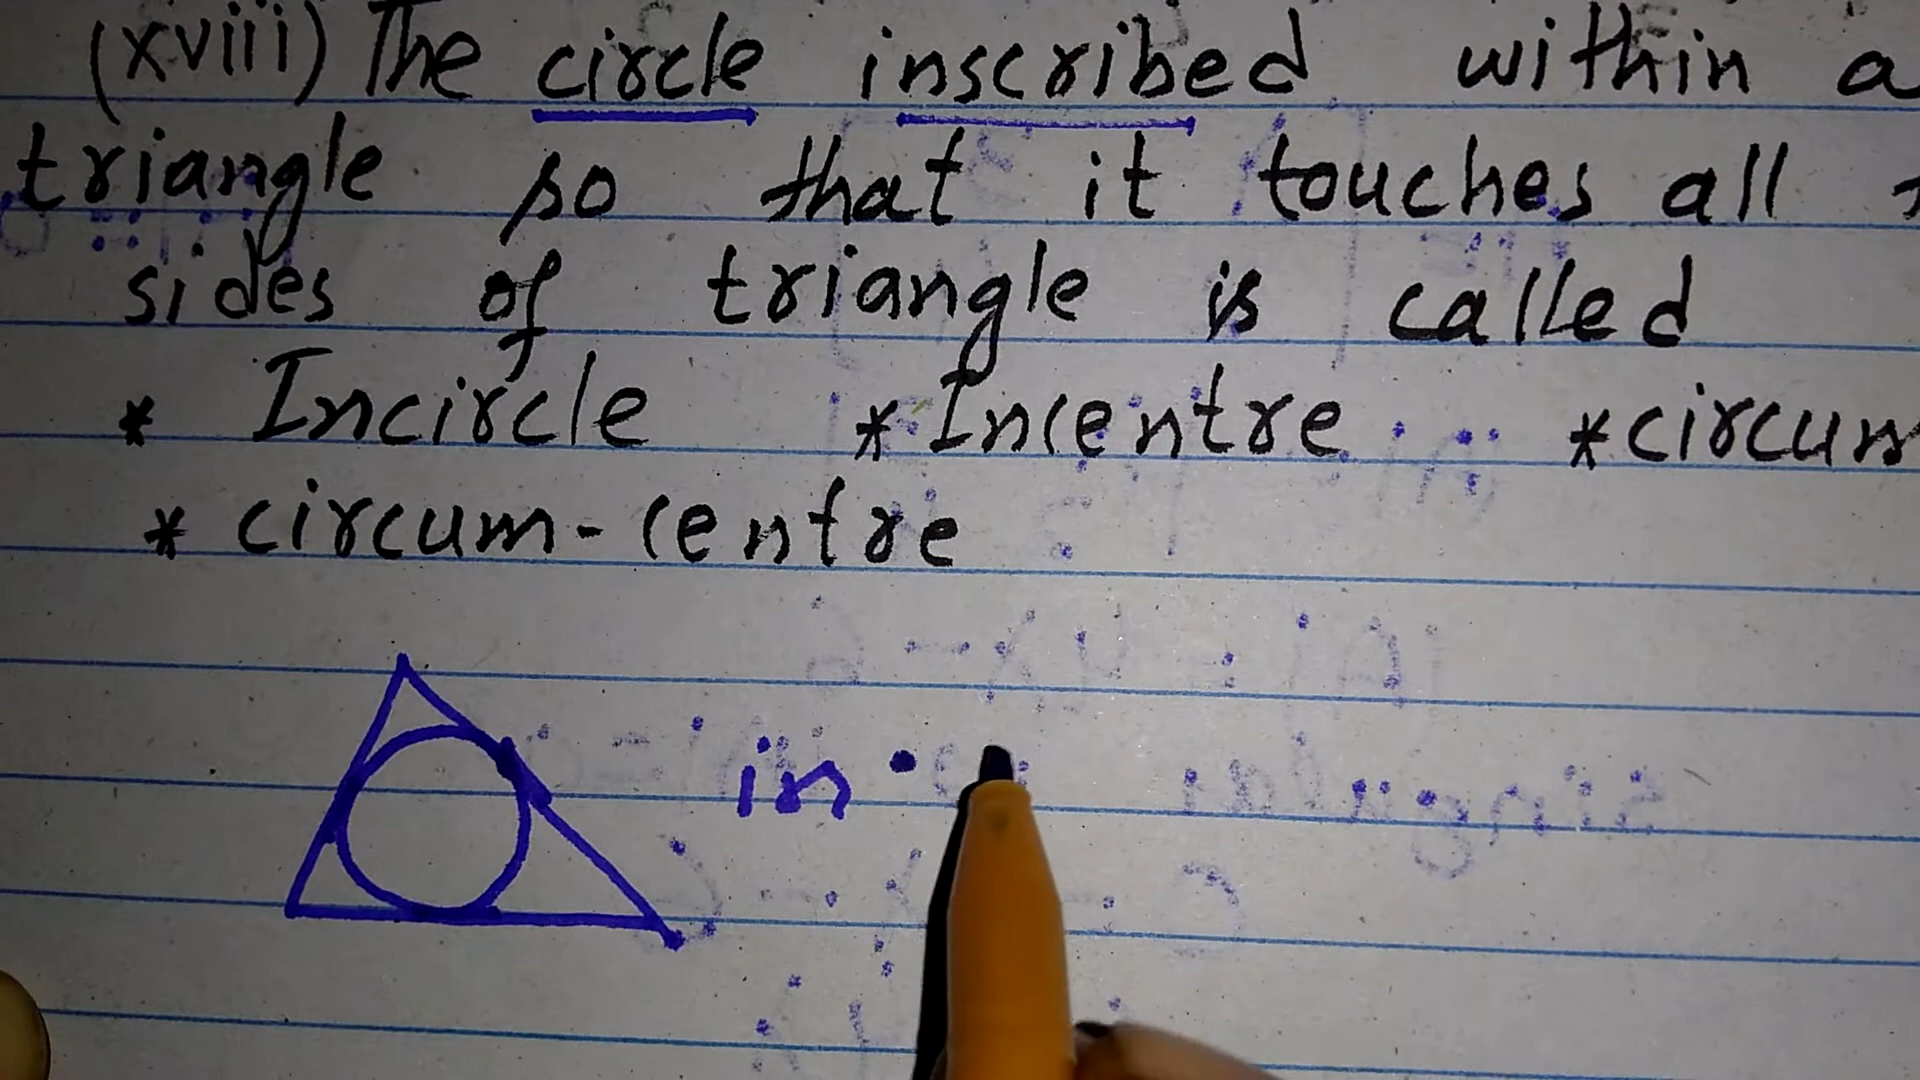 (xviii) The circle inscribed within a
triangle so that it touches all
sides of triangle is called
* Incircle * Incentre * circum
* circum-centre
in